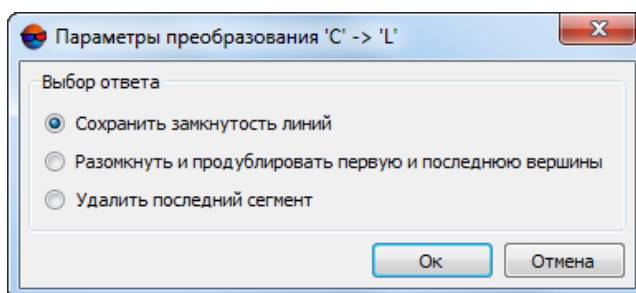 Параметры преобразования 'C' -> 'L'
Выбор ответа
Сохранить замкнутость линий
Разомкнуть и продублировать первую и последнюю вершины
Удалить последний сегмент
Ок
Отмена